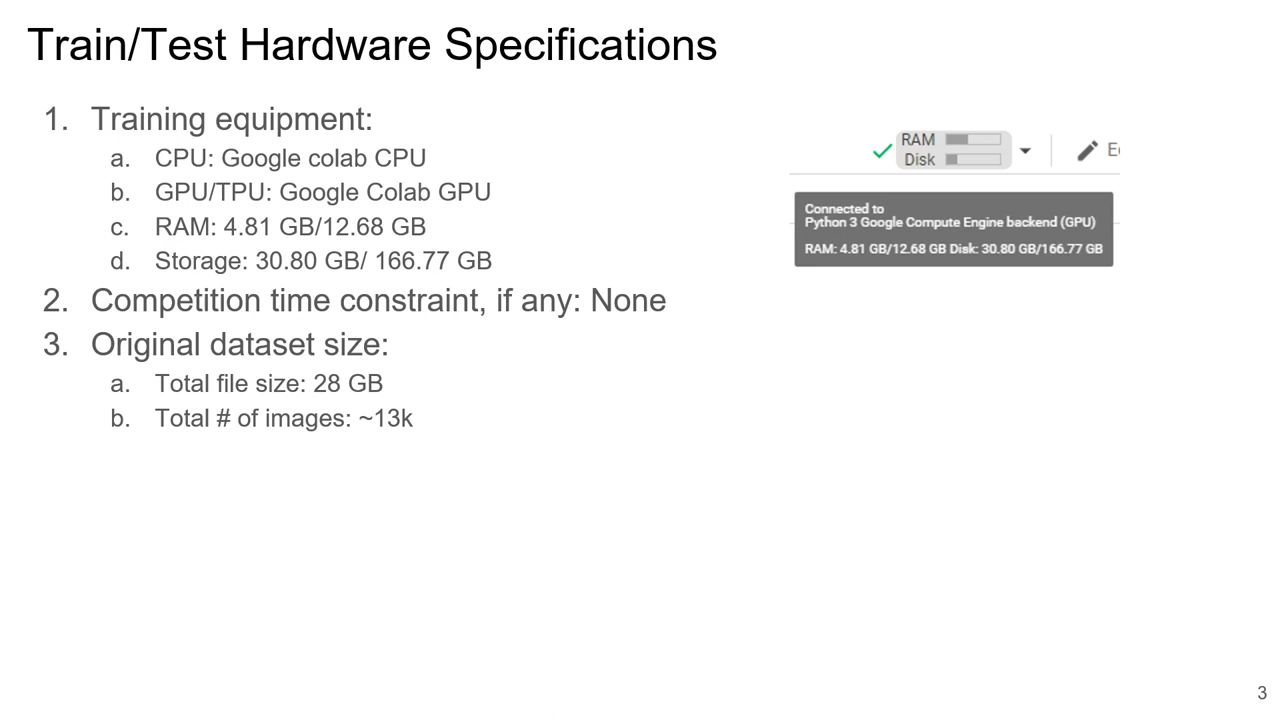 Train/Test Hardware Specifications
1. Training equipment:
a. CPU: Google colab CPU
b. GPU/TPU: Google Colab GPU
c. RAM: 4.81 GB/12.68 GB
d. Storage: 30.80 GB/ 166.77 GB
2. Competition time constraint, if any: None
3. Original dataset size:
a. Total file size: 28 GB
b. Total # of images: ~13k
RAM
Disk
Connected to
Python 3 Google Compute Engine backend (GPU)
RAM: 4.81 GB/12.68 GB Disk: 30.80 GB/166.77 GB
3